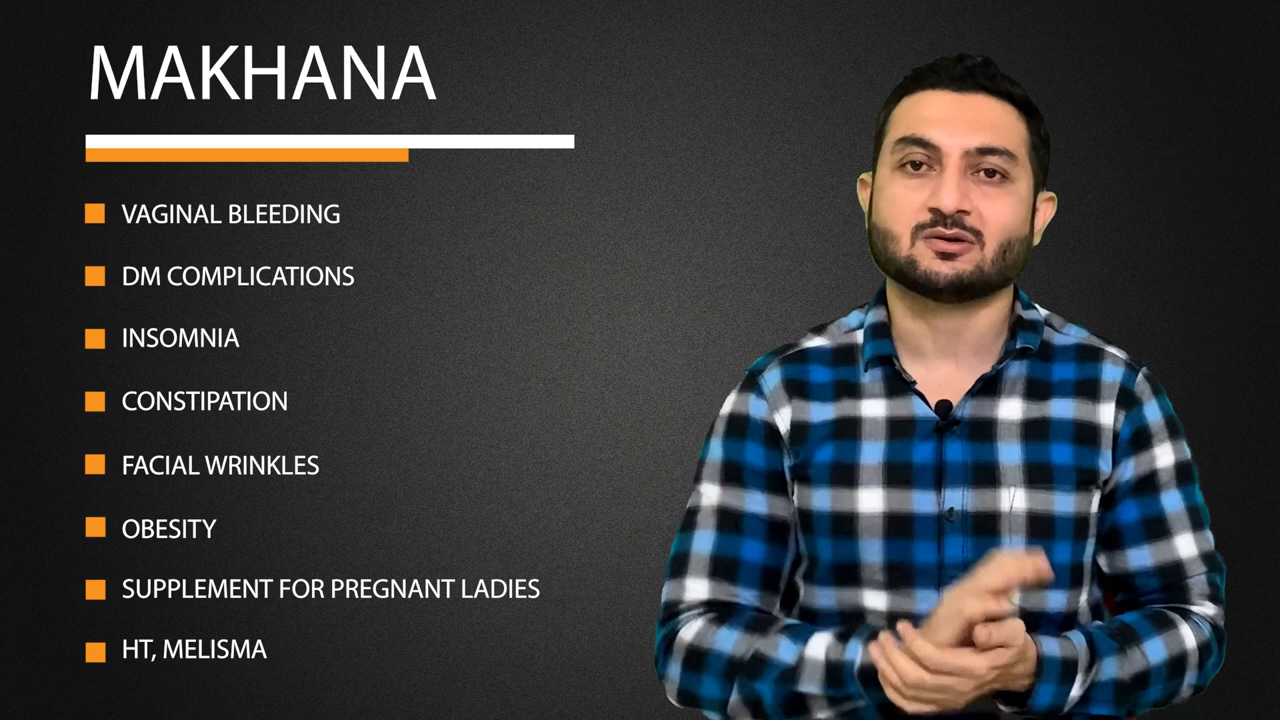 MAKHANA
VAGINAL BLEEDING
DM COMPLICATIONS
INSOMNIA
CONSTIPATION
FACIAL WRINKLES
OBESITY
SUPPLEMENT FOR PREGNANT LADIES
HT, MELISMA